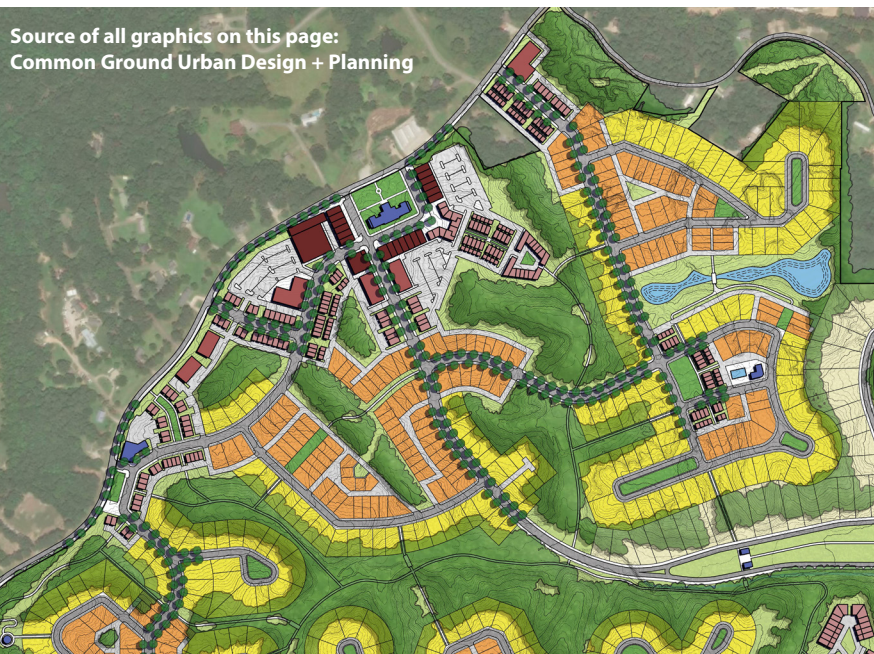 Source of all graphics on this page:
Common Ground Urban Design + Planning